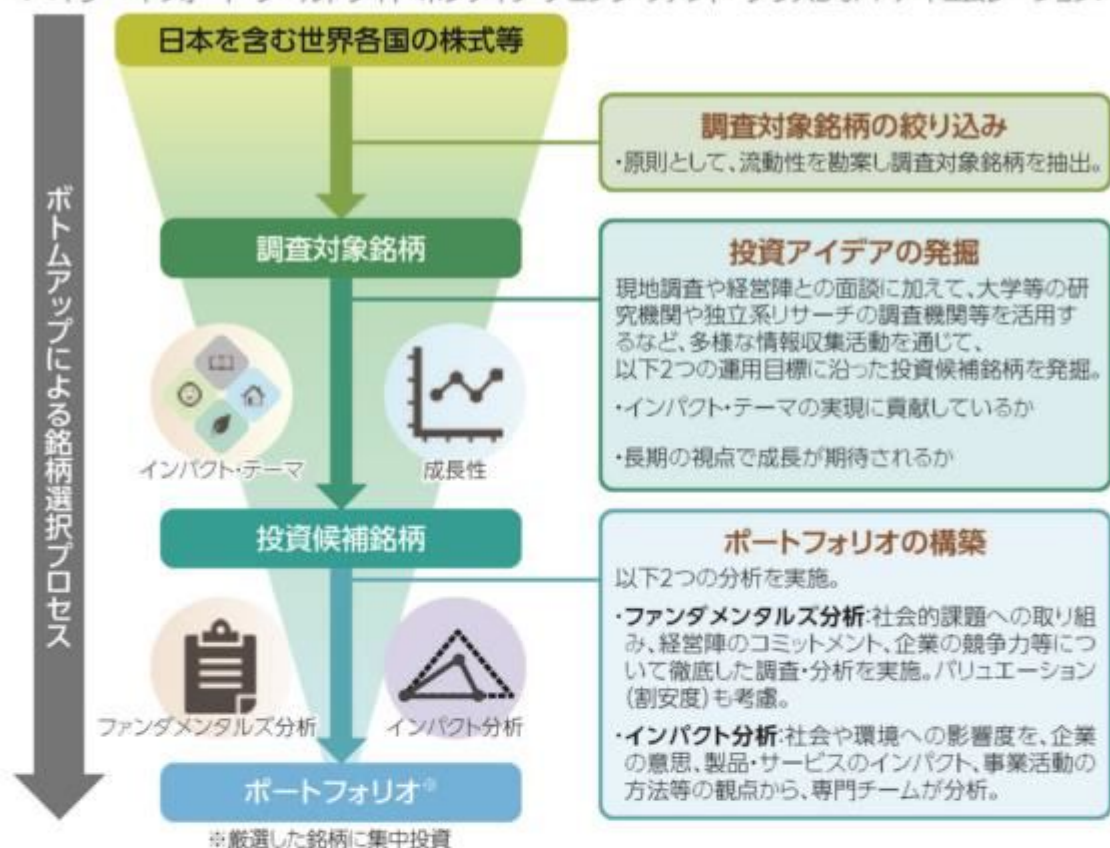 日本を含む世界各国の株式等
調査対象銘柄の絞り込み
・原則として、流動性を勘案し調査対象銘柄を抽出。
ボトムアップによる銘柄選択プロセス
調査対象銘柄
投資アイデアの発掘
現地調査や経営陣との面談に加えて、大学等の研
究機関や独立系リサーチの調査機関等を活用す
るなど、多様な情報収集活動を通じて、
以下2つの運用目標に沿った投資候補銘柄を発掘。
・インパクト・テーマの実現に貢献しているか
・長期の視点で成長が期待されるか
インパクト・テーマ
成長性
投資候補銘柄
ポートフォリオの構築
以下2つの分析を実施。
・ファンダメンタルズ分析:社会的課題への取り組
み、経営陣のコミットメント、企業の競争力等につ
いて徹底した調査・分析を実施。バリュエーション
(割安度)も考慮。
・インパクト分析:社会や環境への影響度を、企業
の意思、製品・サービスのインパクト、事業活動の
方法等の観点から、専門チームが分析。
ファンダメンタルズ分析
インパクト分析
ポートフォリオ※
※厳選した銘柄に集中投資